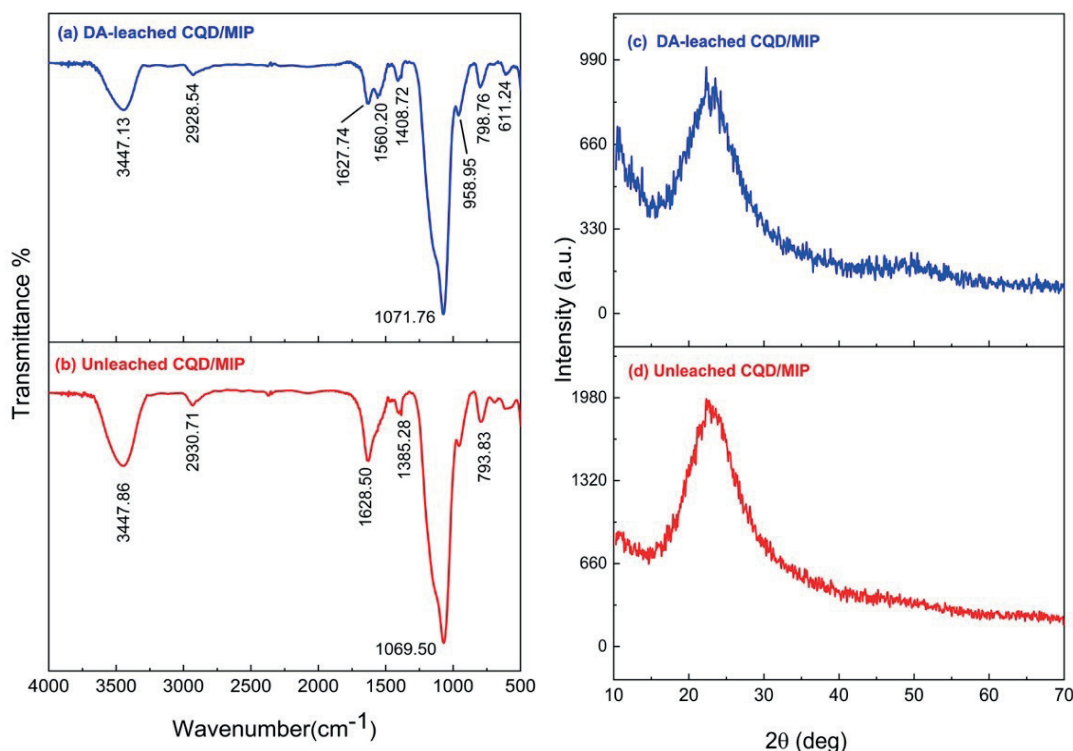 (a) DA-leached CQD/MIP
3447.13
2928.54
1627.74
1560.20
1408.72
1071.76
958.95
798.76
611.24
(b) Unleached CQD/MIP
3447.86
2930.71
1628.50
1385.28
1069.50
793.83
Transmittance %
4000 3500 3000 2500 2000 1500 1000 500
Wavenumber(cm-1)
(c) DA-leached CQD/MIP
990
660
330
0
(d) Unleached CQD/MIP
1980
1320
660
0
Intensity (a.u.)
10 20 30 40 50 60 70
2θ (deg)